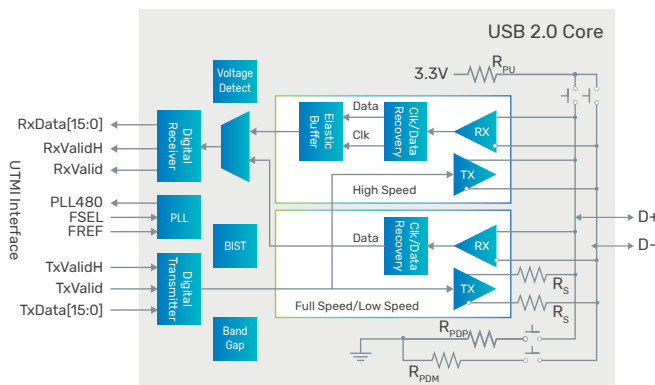 USB 2.0 Core
Voltage
Detect
3.3V
RPU
Data
Clk
Elastic
Buffer
Clk/Data
Recovery
RX
TX
High Speed
RxData[15:0]
RxValidH
RxValid
Digital
Receiver
UTMI Interface
PLL480
FSEL
FREF
PLL
BIST
D+
D-
Data
Clk/Data
Recovery
RX
TX
Full Speed/Low Speed
RS
RS
TxValidH
TxValid
TxData[15:0]
Digital
Transmitter
Band
Gap
RPDP
RPDM